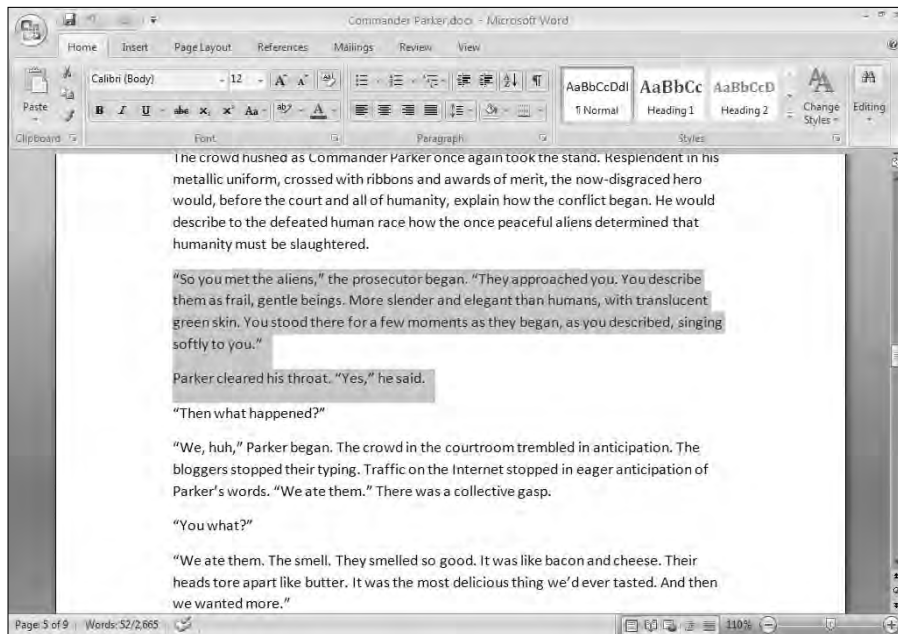 Commander Parker.docx - Microsoft Word
Home Insert Page Layout References Mailings Review View
Calibri (Body) 12 A A
AaBbCcDdI AaBbCc AaBbCcD
Paste
B I U abe x₂ x² Aa ab A
¶ Normal Heading 1 Heading 2 Change Styles Editing
Clipboard Font Paragraph Styles
The crowd hushed as Commander Parker once again took the stand. Resplendent in his
metallic uniform, crossed with ribbons and awards of merit, the now-disgraced hero
would, before the court and all of humanity, explain how the conflict began. He would
describe to the defeated human race how the once peaceful aliens determined that
humanity must be slaughtered.
“So you met the aliens,” the prosecutor began. “They approached you. You describe
them as frail, gentle beings. More slender and elegant than humans, with translucent
green skin. You stood there for a few moments as they began, as you described, singing
softly to you.”
Parker cleared his throat. “Yes,” he said.
“Then what happened?”
“We, huh,” Parker began. The crowd in the courtroom trembled in anticipation. The
bloggers stopped their typing. Traffic on the Internet stopped in eager anticipation of
Parker’s words. “We ate them.” There was a collective gasp.
“You what?”
“We ate them. The smell. They smelled so good. It was like bacon and cheese. Their
heads tore apart like butter. It was the most delicious thing we’d ever tasted. And then
we wanted more.”
Page: 5 of 9 Words: 52/2,665 110%